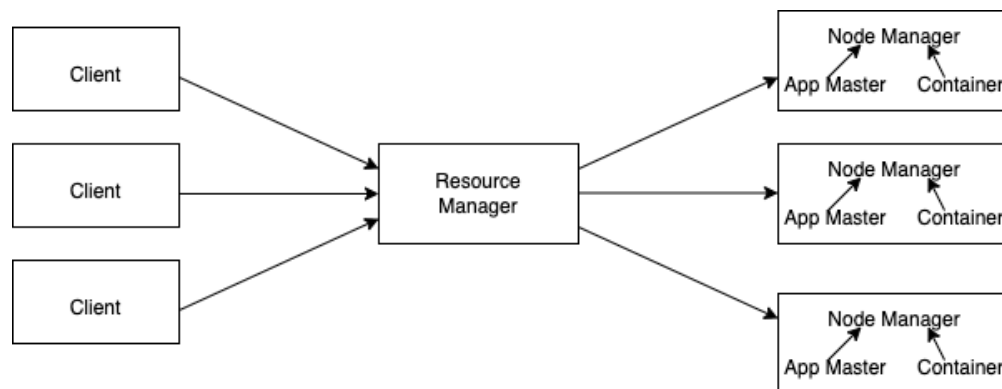 Client
Client
Client
Resource
Manager
Node Manager
App Master Container
Node Manager
App Master Container
Node Manager
App Master Container